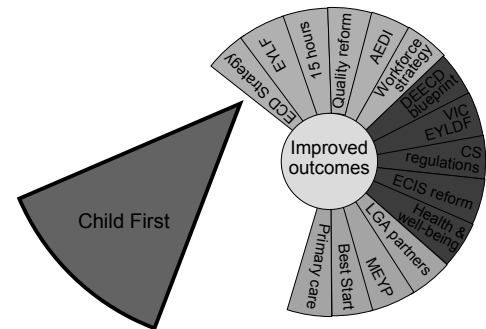 ECD Strategy
EYLF
15 hours
Quality reform
AEDI
Workforce
strategy
DEECD
blueprint
VIC
EYLDF
CS
regulations
ECIS reform
Health &
well-being
LGA partners
MEYP
Best Start
Primary care
Improved
outcomes
Child First